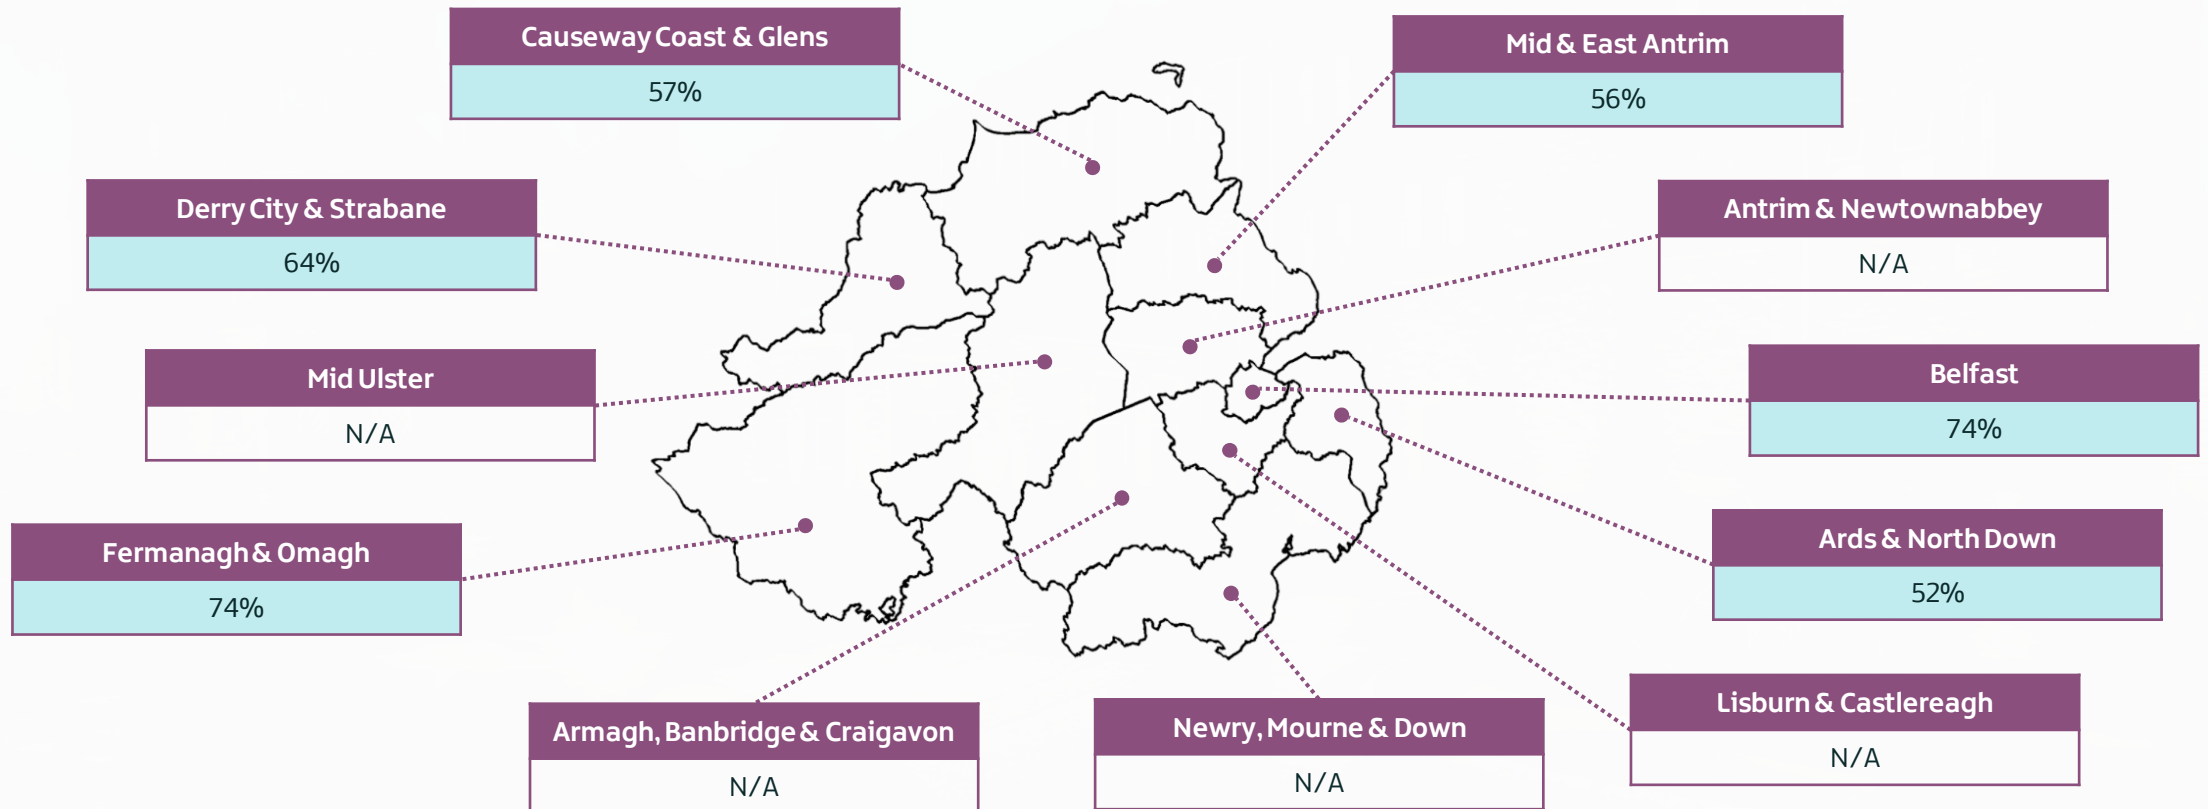 Causeway Coast & Glens
57%
Mid & East Antrim
56%
Derry City & Strabane
64%
Antrim & Newtownabbey
N/A
Mid Ulster
N/A
Belfast
74%
Fermanagh & Omagh
74%
Ards & North Down
52%
Armagh, Banbridge & Craigavon
N/A
Newry, Mourne & Down
N/A
Lisburn & Castlereagh
N/A